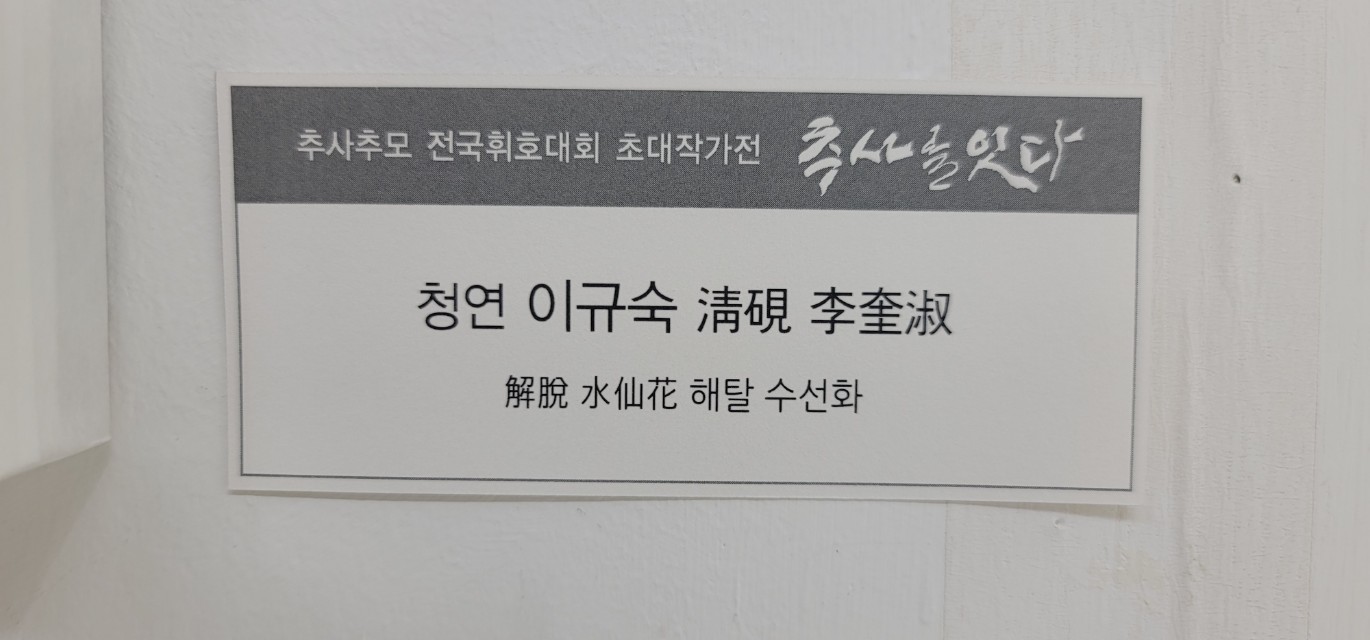 추사추모 전국휘호대회 초대작가전 추사를잇다
청연 이규숙 淸硯 李奎淑
解脫 水仙花 해탈 수선화